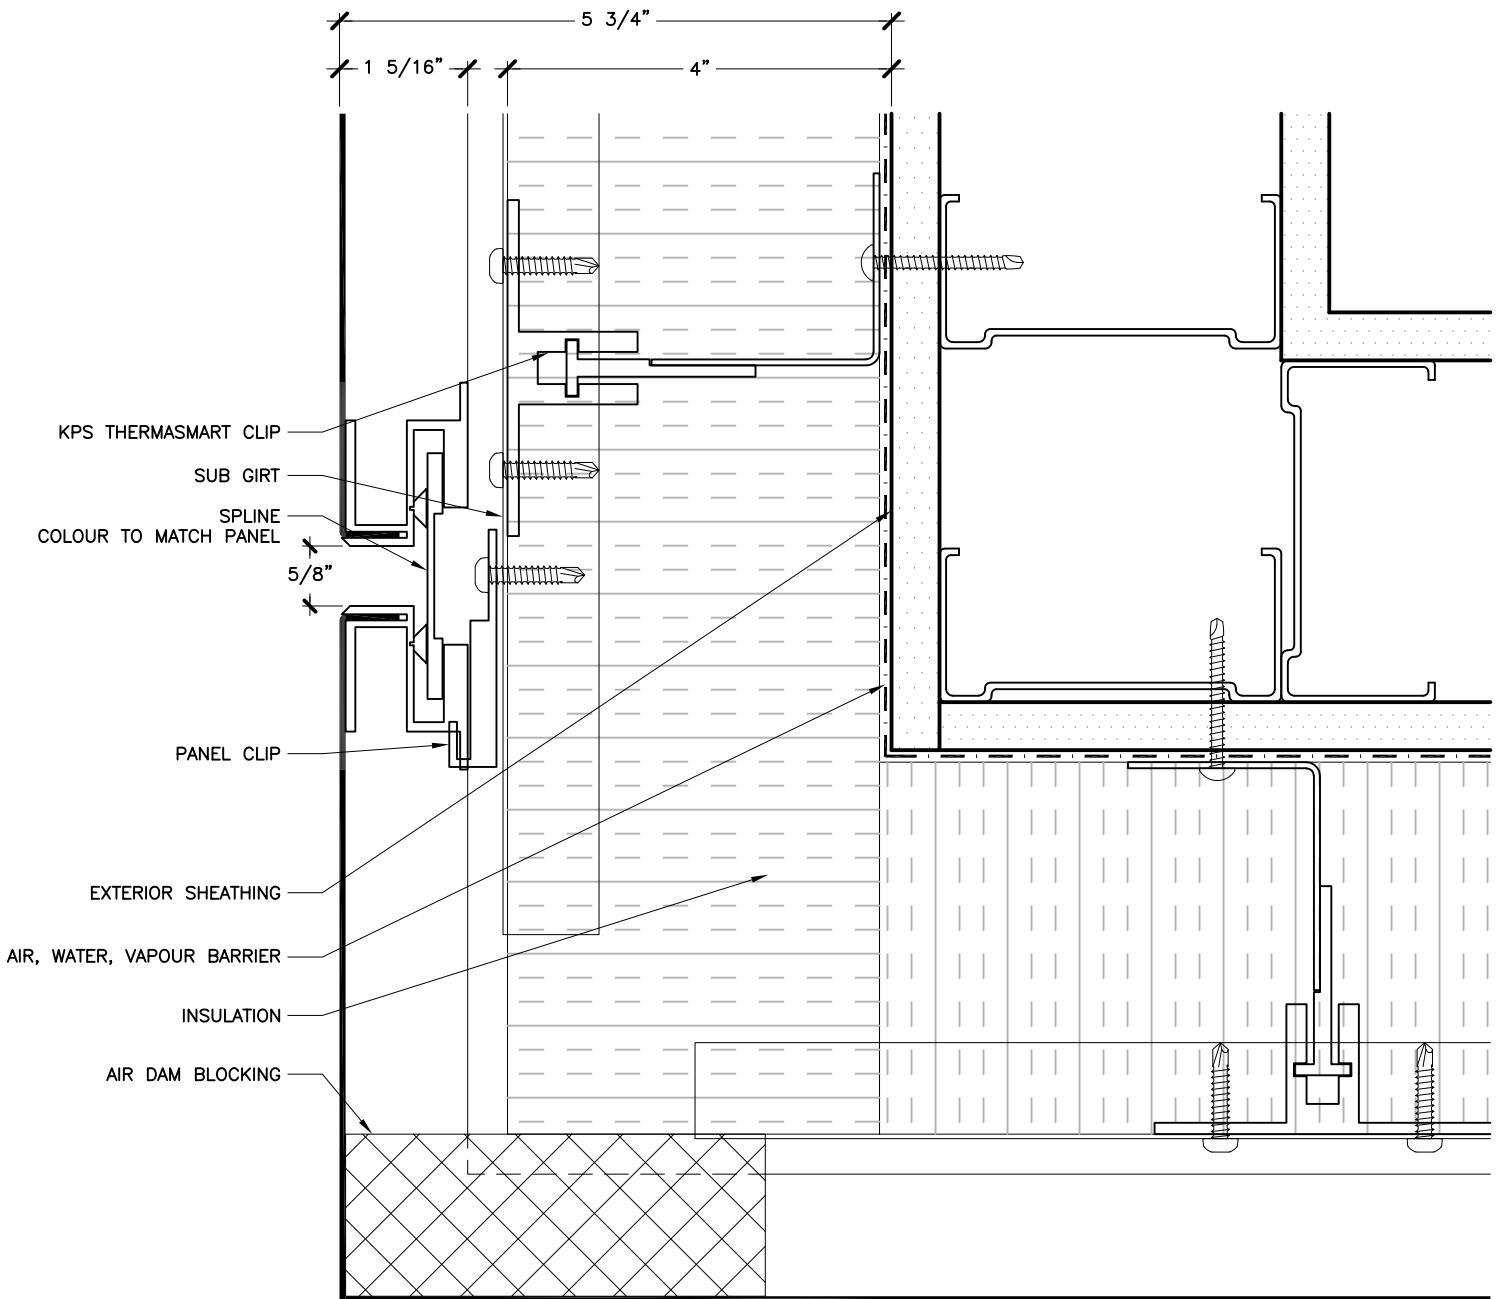 5 3/4”
1 5/16”
4”
KPS THERMASMART CLIP
SUB GIRT
SPLINE
COLOUR TO MATCH PANEL
5/8”
PANEL CLIP
EXTERIOR SHEATHING
AIR, WATER, VAPOUR BARRIER
INSULATION
AIR DAM BLOCKING